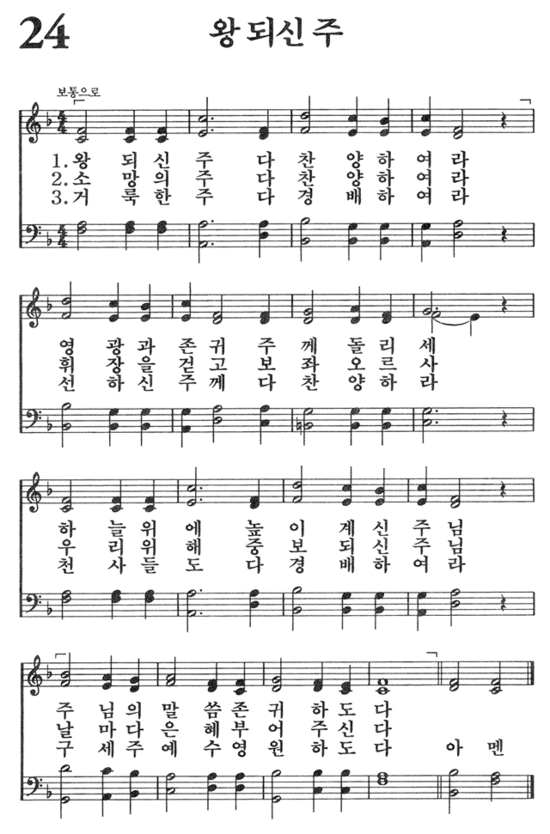 24 왕 되신 주
보통으로
1. 왕 되 신 주 다 찬 양 하 여 라
2. 소 망 의 주 다 찬 양 하 여 라
3. 거 룩 한 주 다 경 배 하 여 라
영 광 과 존 귀 주 께 돌 리 세
휘 장 을 걷 고 보 좌 오 르 사
선 하 신 주 께 다 찬 양 하 라
하 늘 위 에 높 이 계 신 주 님
우 리 위 해 중 보 되 신 주 님
천 사 들 도 다 경 배 하 여 라
주 님 의 말 씀 존 귀 하 도 다
날 마 다 은 혜 부 어 주 신 다
구 세 주 예 수 영 원 하 도 다 아 멘